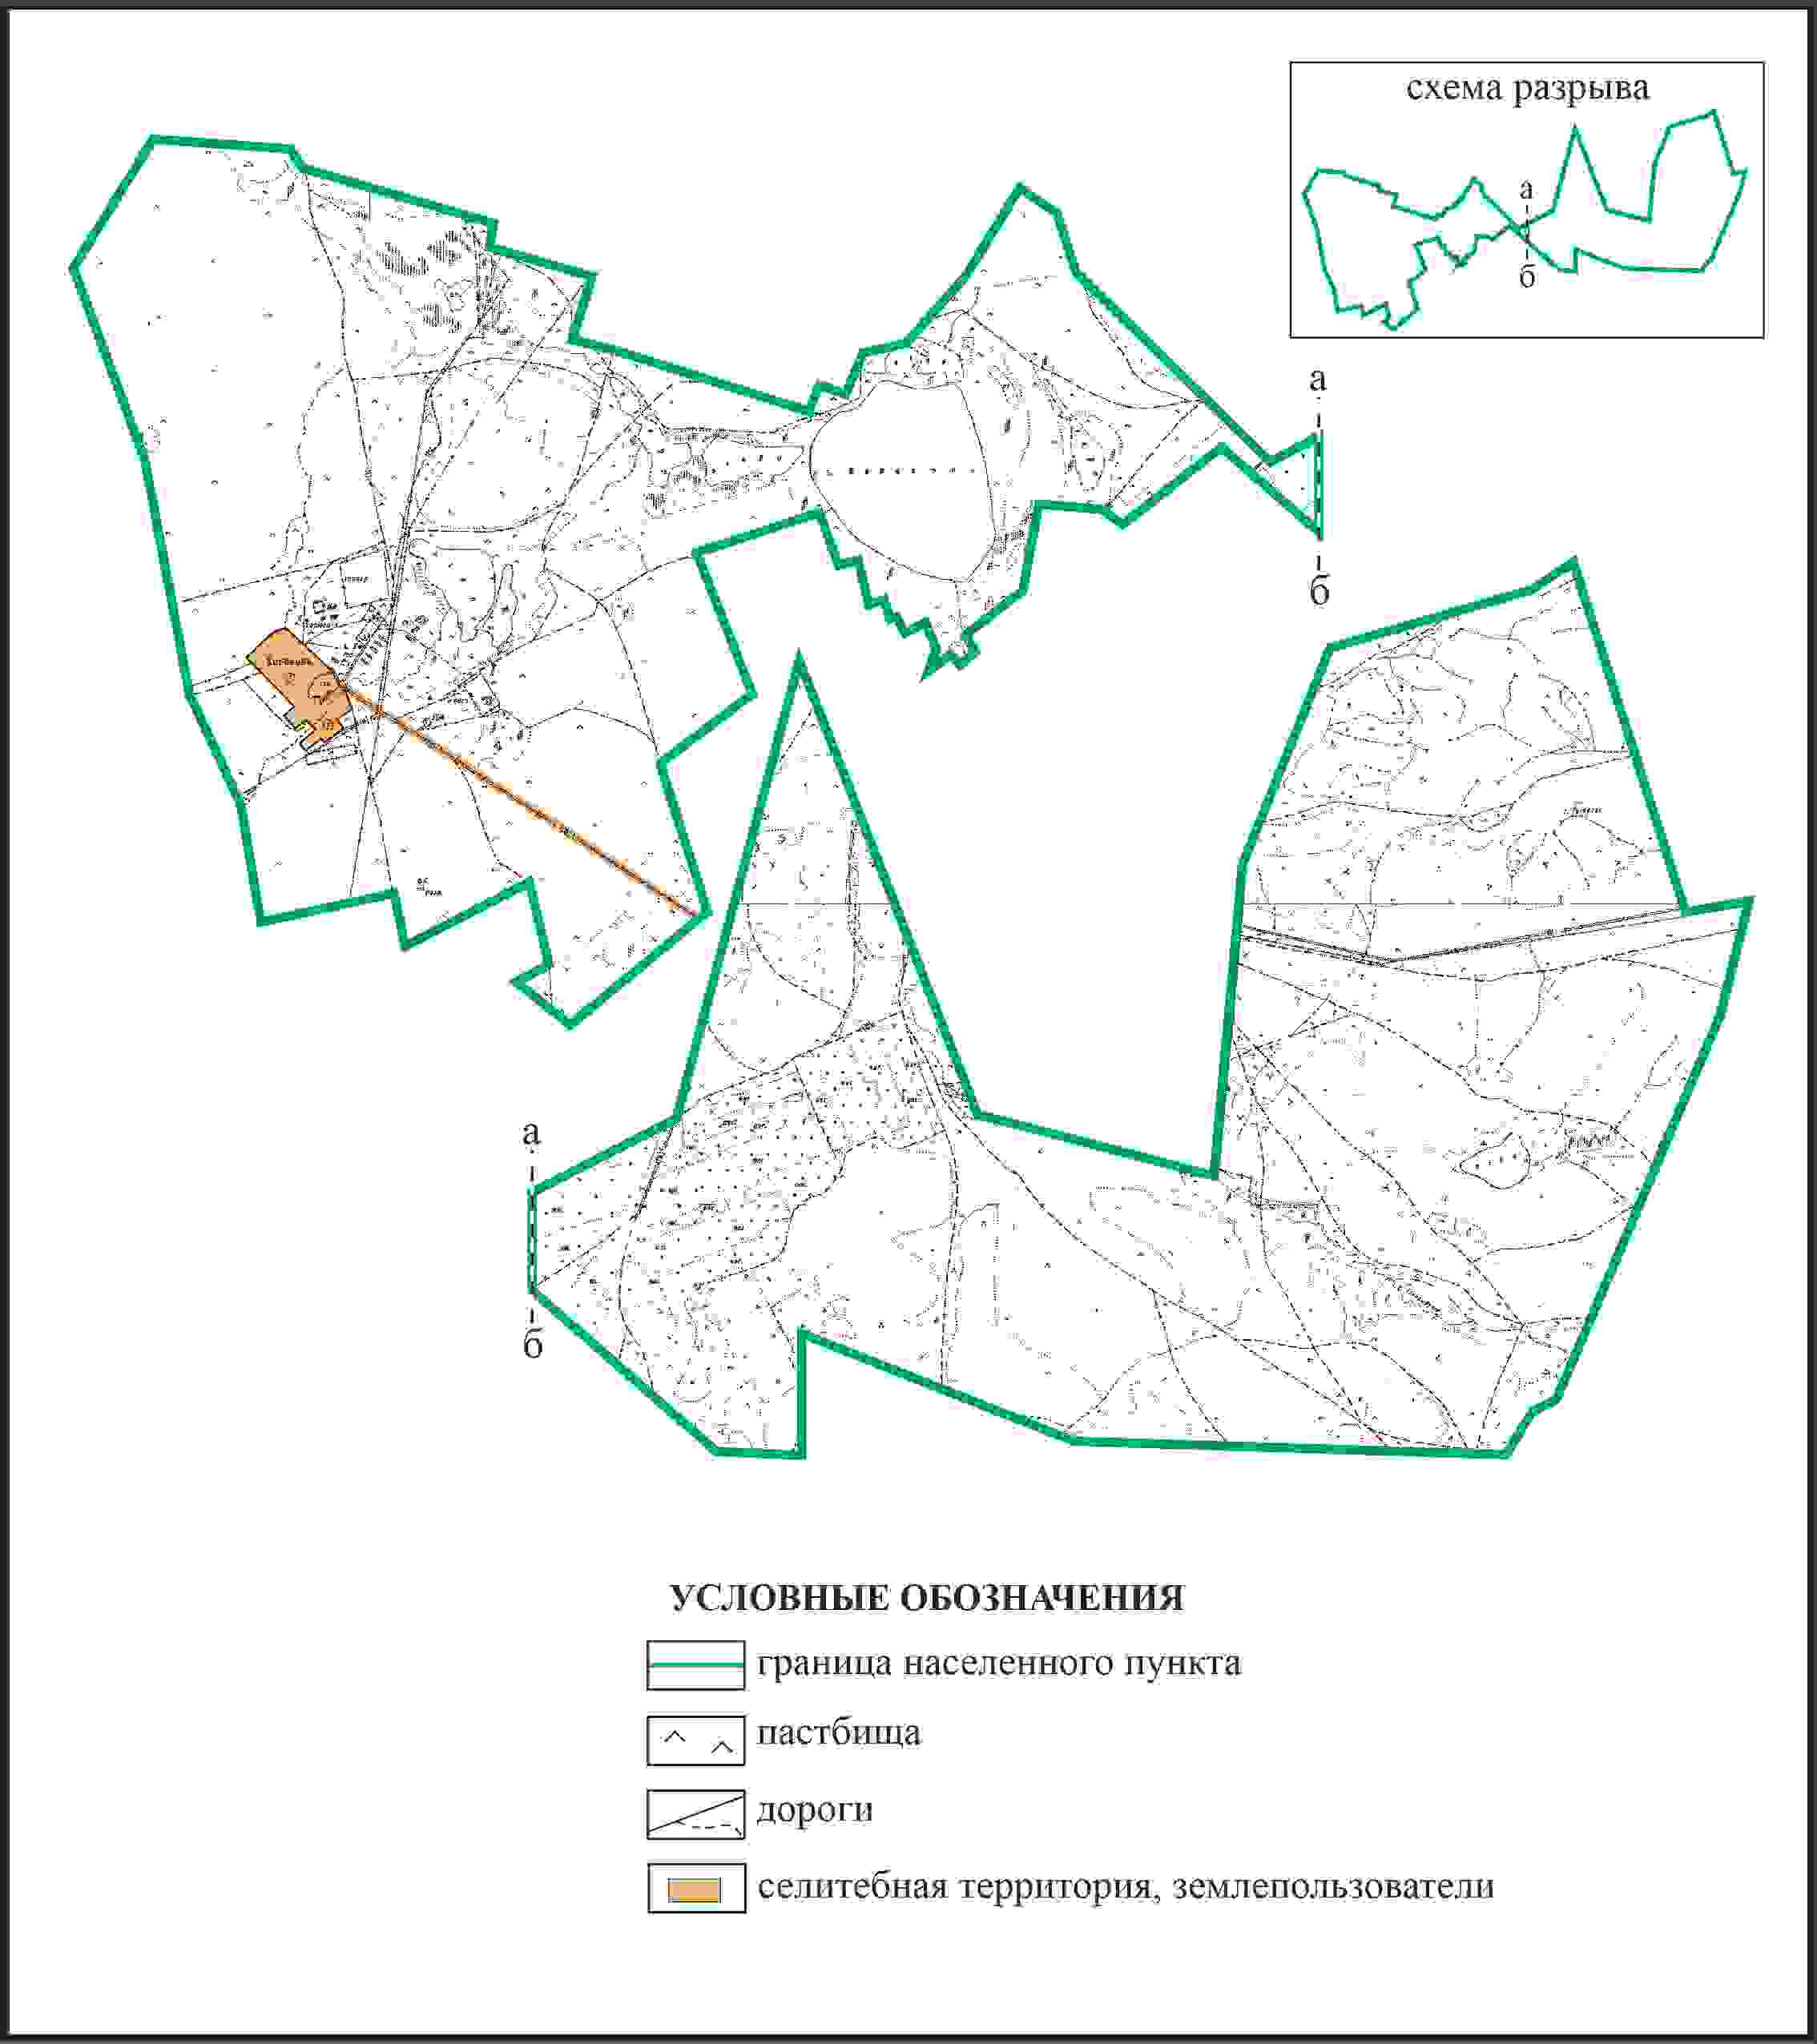 схема разрыва
а
б
а
б
а
б
УСЛОВНЫЕ ОБОЗНАЧЕНИЯ
граница населенного пункта
пастбища
дороги
селитебная территория, землепользователи